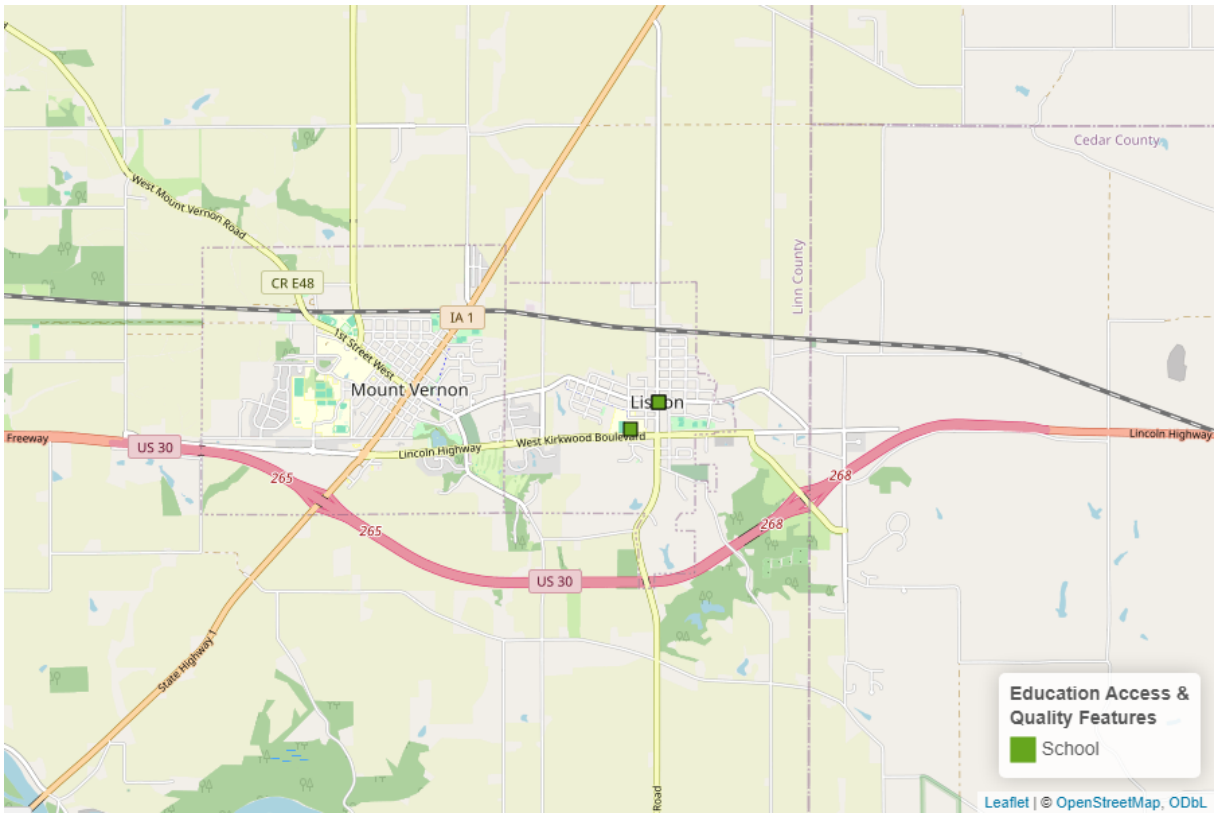 Cedar County
West Mount Vernon Road
Linn County
CR E48
IA 1
1st Street West
Mount Vernon
Freeway
US 30
Lincoln Highway
West Kirkwood Boulevard
Lincoln Highway
265
268
265
268
US 30
State Highway 1
Road
Education Access &
Quality Features
School
Leaflet | © OpenStreetMap, ODbL